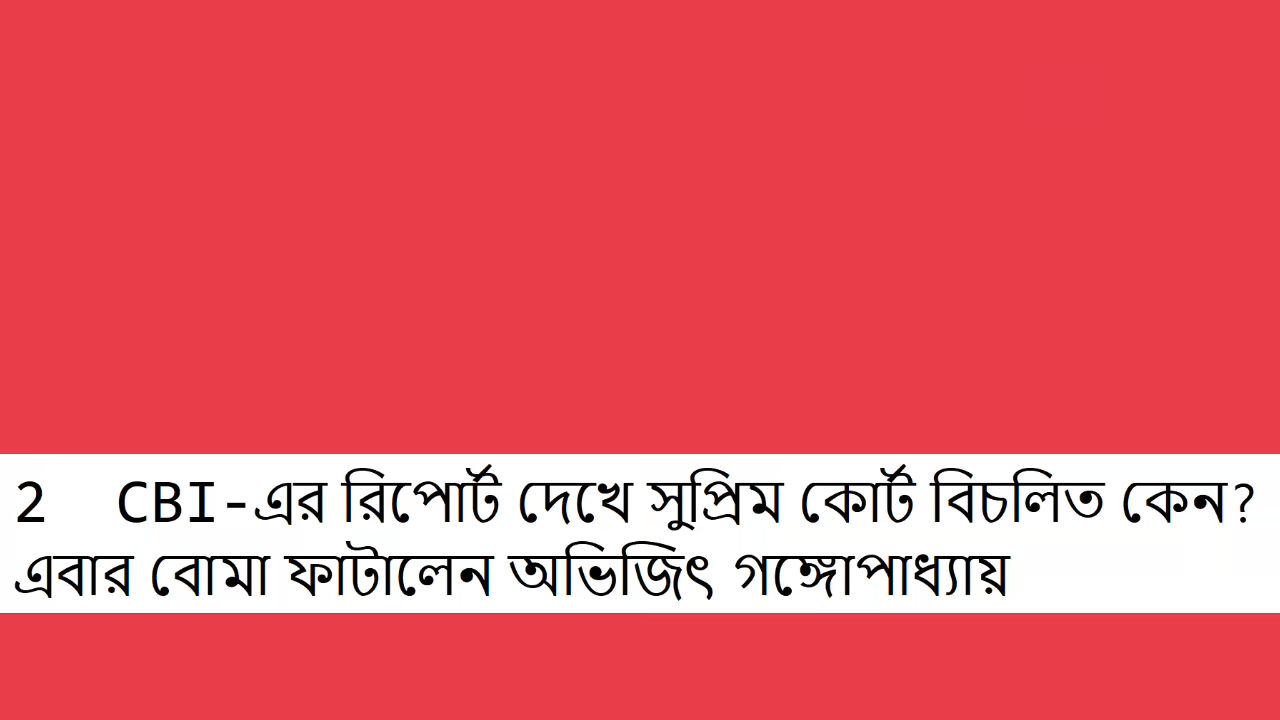 2  CBI-এর রিপোর্ট দেখে সুপ্রিম কোর্ট বিচলিত কেন?
এবার বোমা ফাটালেন অভিজিৎ গঙ্গোপাধ্যায়